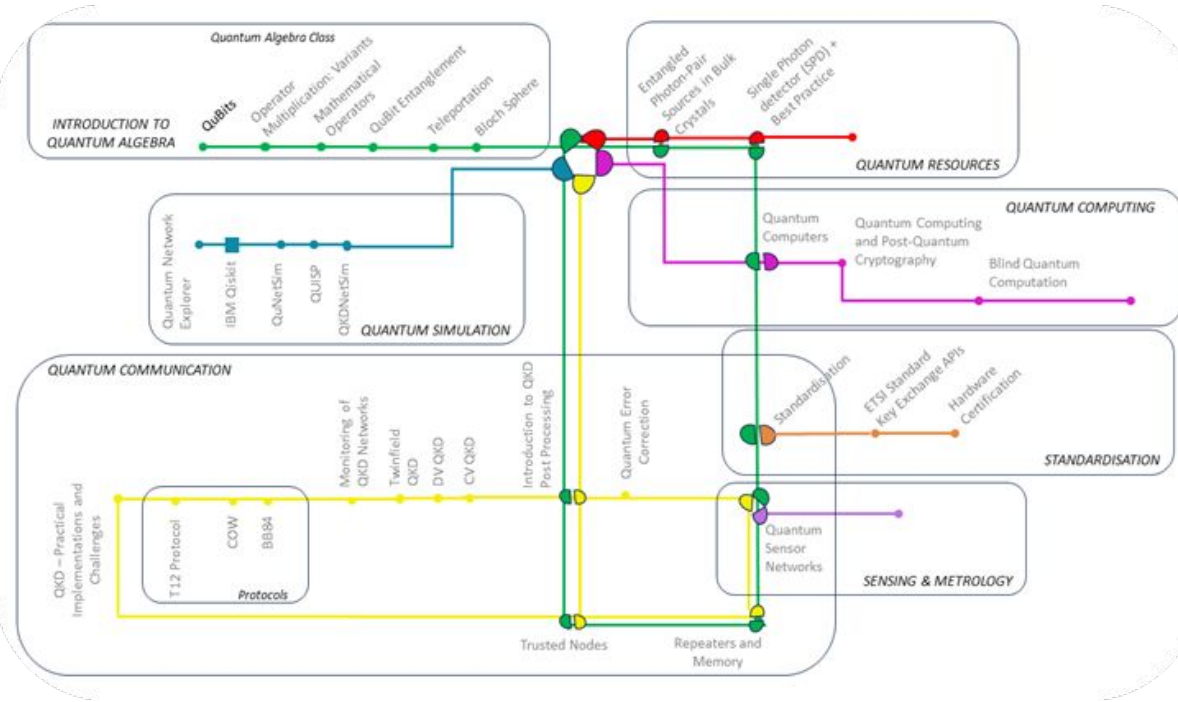 Quantum Algebra Class
INTRODUCTION TO
QUANTUM ALGEBRA
QuBits
Operator
Multiplication: Variants
Mathematical
Operators
QuBit Entanglement
Teleportation
Bloch Sphere
Entangled
Photon-Pair
Sources in Bulk
Crystals
Single Photon
detector (SPD) +
Best Practice
QUANTUM RESOURCES
Quantum Network
Explorer
IBM Qiskit
QuNetSim
QUISP
QKDNetSim
QUANTUM SIMULATION
QUANTUM COMPUTING
Quantum
Computers
Quantum Computing
and Post-Quantum
Cryptography
Blind Quantum
Computation
Standardisation
ETSI Standard
Key Exchange APIs
Hardware
Certification
STANDARDISATION
QUANTUM COMMUNICATION
QKD – Practical
Implementations and
Challenges
T12 Protocol
COW
BB84
Protocols
Monitoring of
QKD Networks
Twinfield
QKD
DV QKD
CV QKD
Introduction to QKD
Post Processing
Quantum Error
Correction
Quantum
Sensor
Networks
SENSING & METROLOGY
Trusted Nodes
Repeaters and
Memory